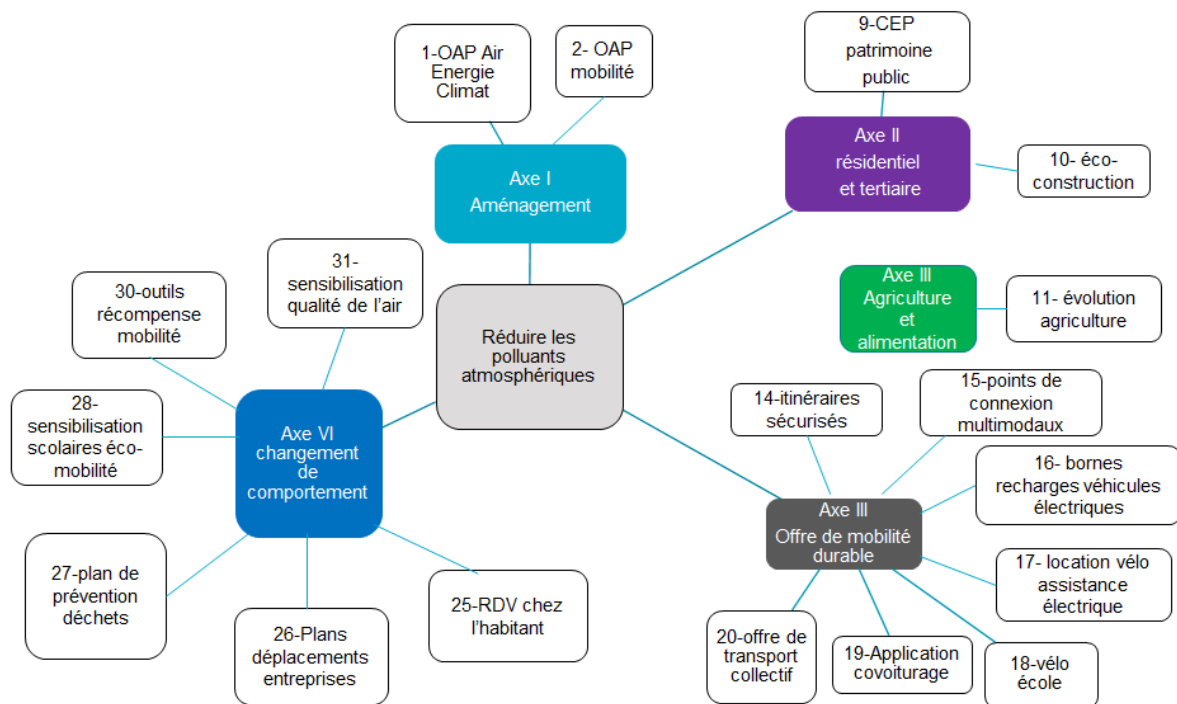 1-OAP Air
Energie
Climat
2- OAP
mobilité
9-CEP
patrimoine
public
Axe I
Aménagement
Axe II
résidentiel
et tertiaire
10- éco-
construction
31-
sensibilisation
qualité de l'air
30-outils
récompense
mobilité
Réduire les
polluants
atmosphériques
Axe III
Agriculture
et
alimentation
11- évolution
agriculture
28-
sensibilisation
scolaires éco-
mobilité
Axe VI
changement
de
comportement
14-itinéraires
sécurisés
15-points de
connexion
multimodaux
16- bornes
recharges véhicules
électriques
Axe III
Offre de mobilité
durable
17- location vélo
assistance
électrique
27-plan de
prévention
déchets
26-Plans
déplacements
entreprises
25-RDV chez
l'habitant
20-offre de
transport
collectif
19-Application
covoiturage
18-vélo
école